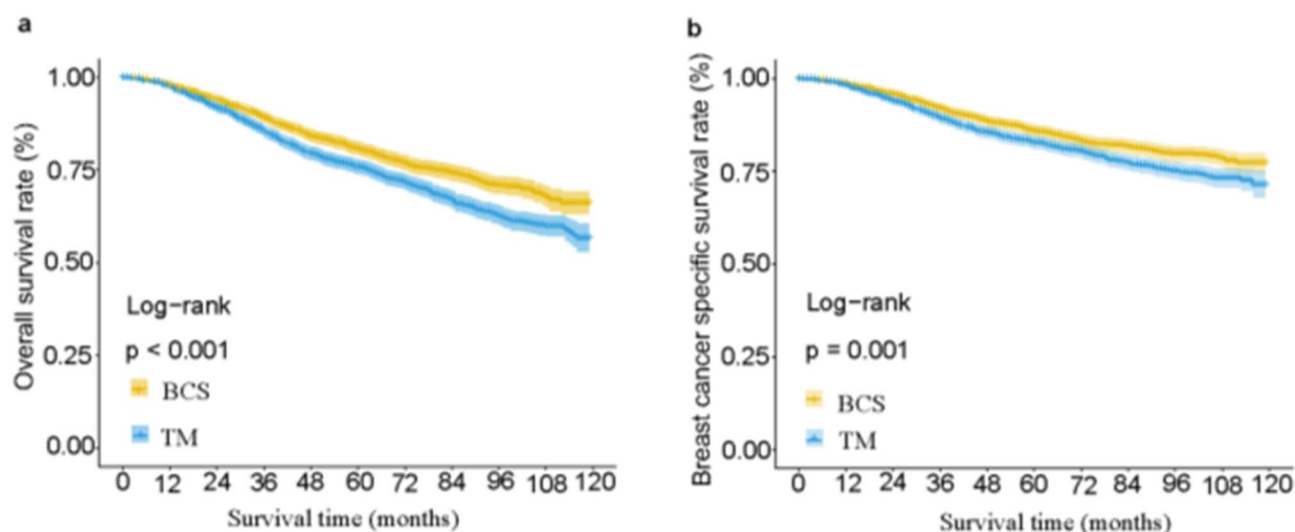 a
Overall survival rate (%)
1.00
0.75
0.50
0.25
0.00
Log-rank
p < 0.001
BCS
TM
0 12 24 36 48 60 72 84 96 108 120
Survival time (months)
b
Breast cancer specific survival rate (%)
1.00
0.75
0.50
0.25
0.00
Log-rank
p = 0.001
BCS
TM
0 12 24 36 48 60 72 84 96 108 120
Survival time (months)